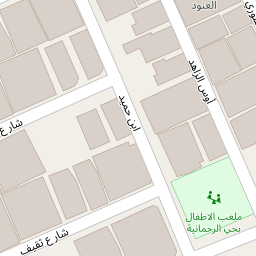 العنود
أوس الزاهد
ابن حميد
شارع
ملعب الاطفال
بحي الرحمانية
شارع ثقيف